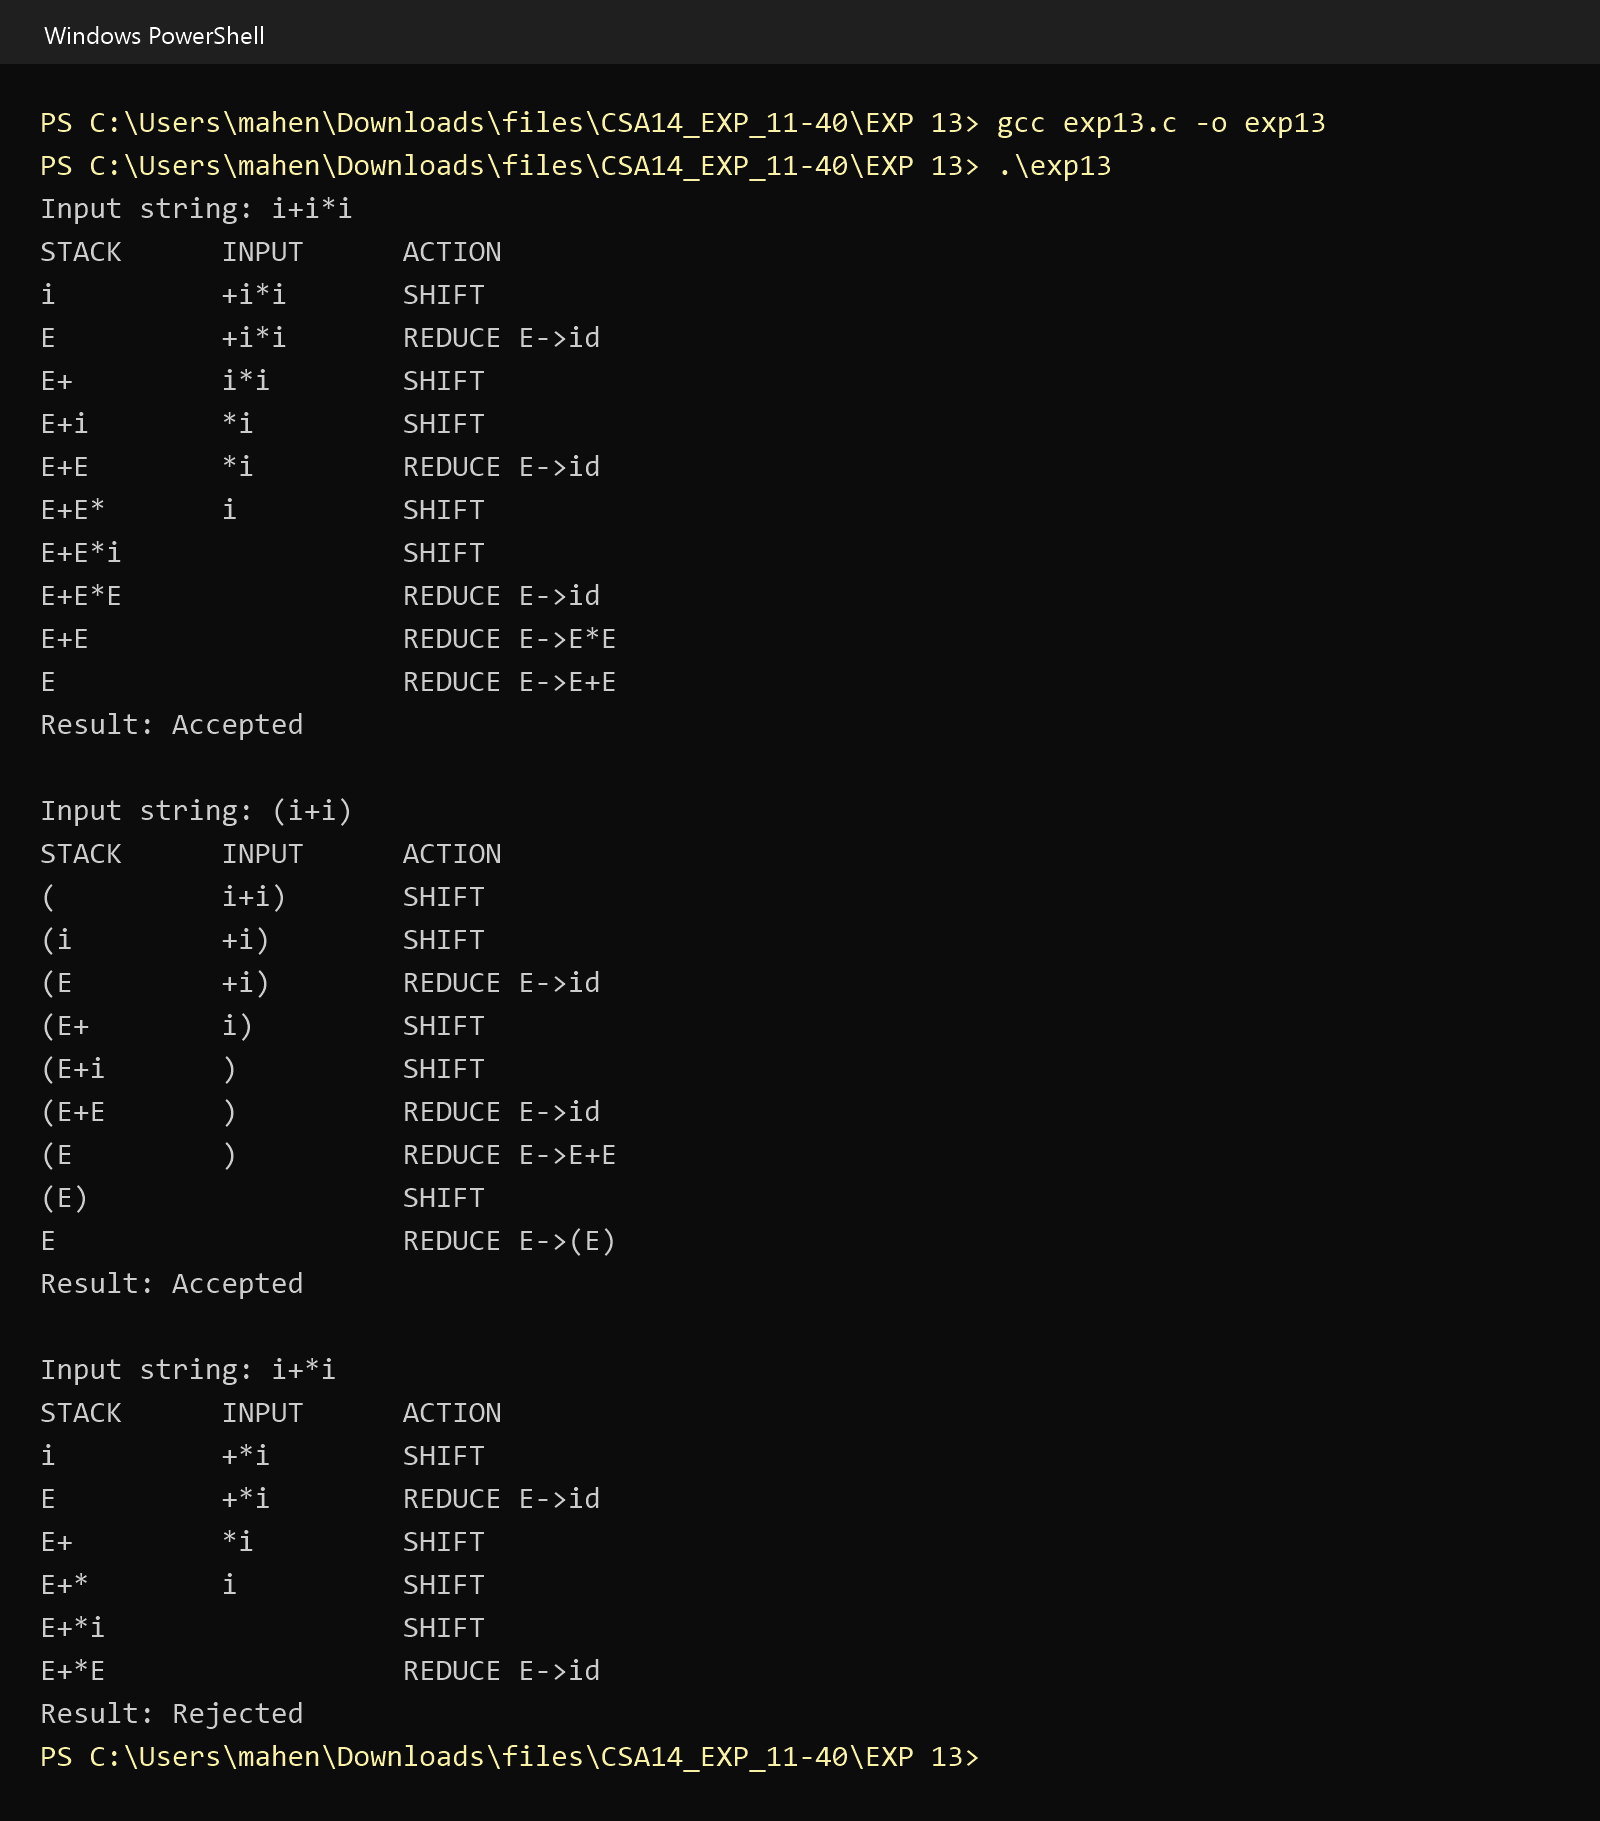 Windows PowerShell
PS C:\Users\mahen\Downloads\files\CSA14_EXP_11-40\EXP 13> gcc exp13.c -o exp13
PS C:\Users\mahen\Downloads\files\CSA14_EXP_11-40\EXP 13> .\exp13
Input string: i+i*i
STACK      INPUT      ACTION
i          +i*i       SHIFT
E          +i*i       REDUCE E->id
E+         i*i        SHIFT
E+i        *i         SHIFT
E+E        *i         REDUCE E->id
E+E*       i          SHIFT
E+E*i                 SHIFT
E+E*E                 REDUCE E->id
E+E                   REDUCE E->E*E
E                     REDUCE E->E+E
Result: Accepted

Input string: (i+i)
STACK      INPUT      ACTION
(          i+i)       SHIFT
(i         +i)        SHIFT
(E         +i)        REDUCE E->id
(E+        i)         SHIFT
(E+i       )          SHIFT
(E+E       )          REDUCE E->id
(E         )          REDUCE E->E+E
(E)                   SHIFT
E                     REDUCE E->(E)
Result: Accepted

Input string: i+*i
STACK      INPUT      ACTION
i          +*i        SHIFT
E          +*i        REDUCE E->id
E+         *i         SHIFT
E+*        i          SHIFT
E+*i                  SHIFT
E+*E                  REDUCE E->id
Result: Rejected
PS C:\Users\mahen\Downloads\files\CSA14_EXP_11-40\EXP 13>